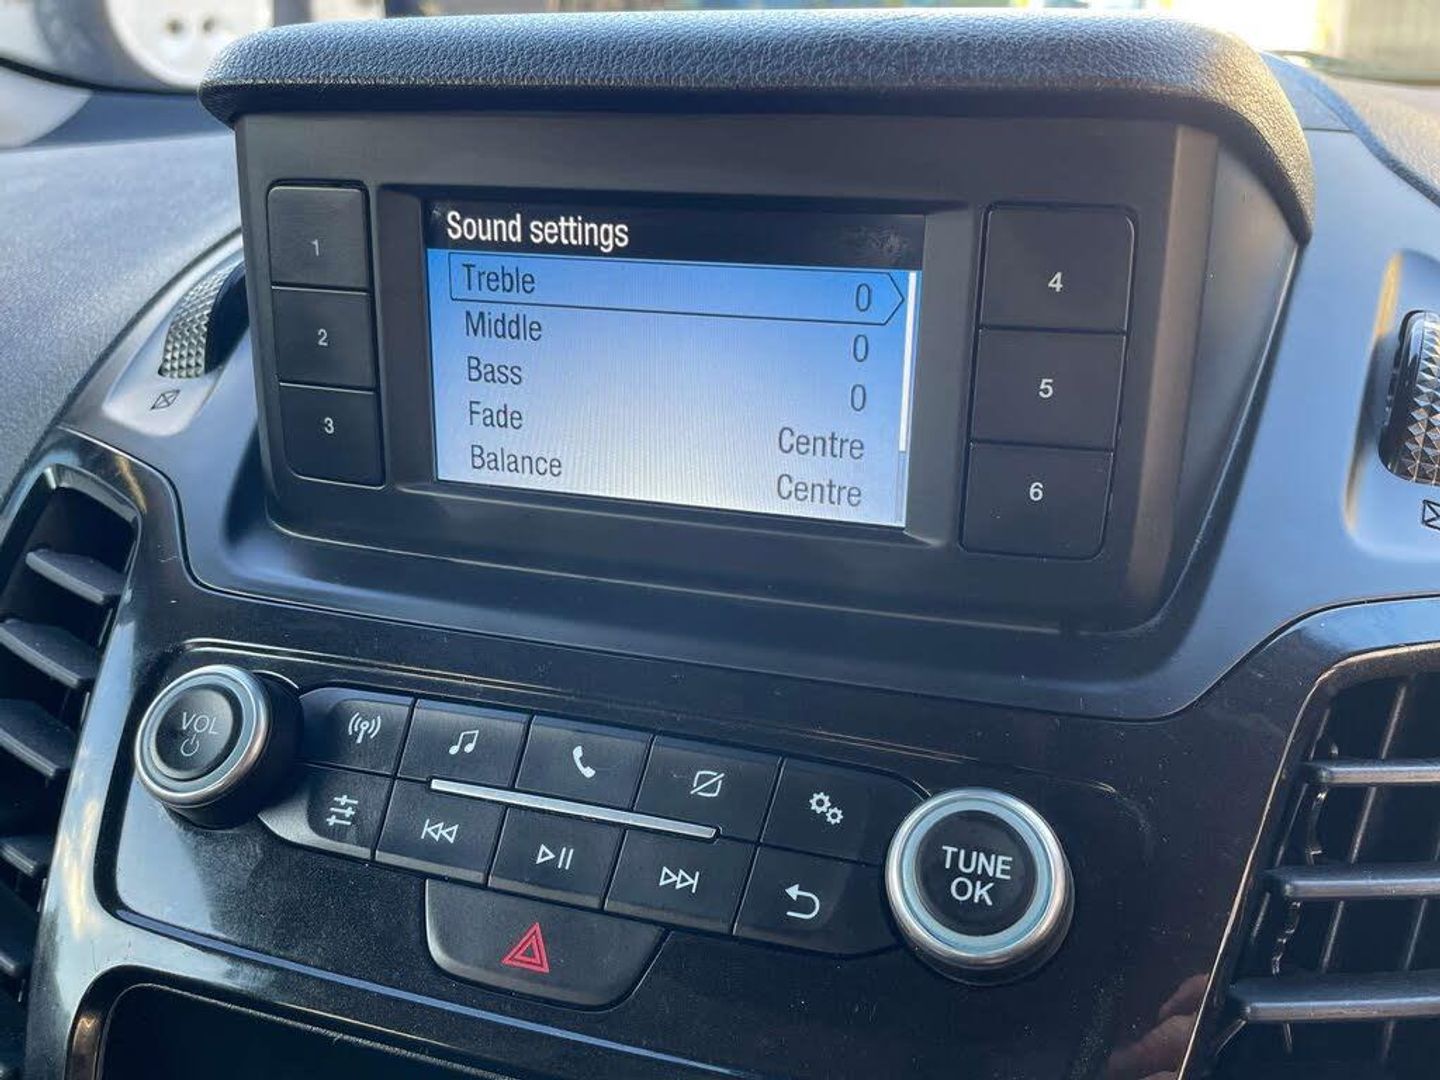 Sound settings
Treble 0
Middle 0
Bass 0
Fade Centre
Balance Centre
1
2
3
4
5
6
VOL
TUNE
OK